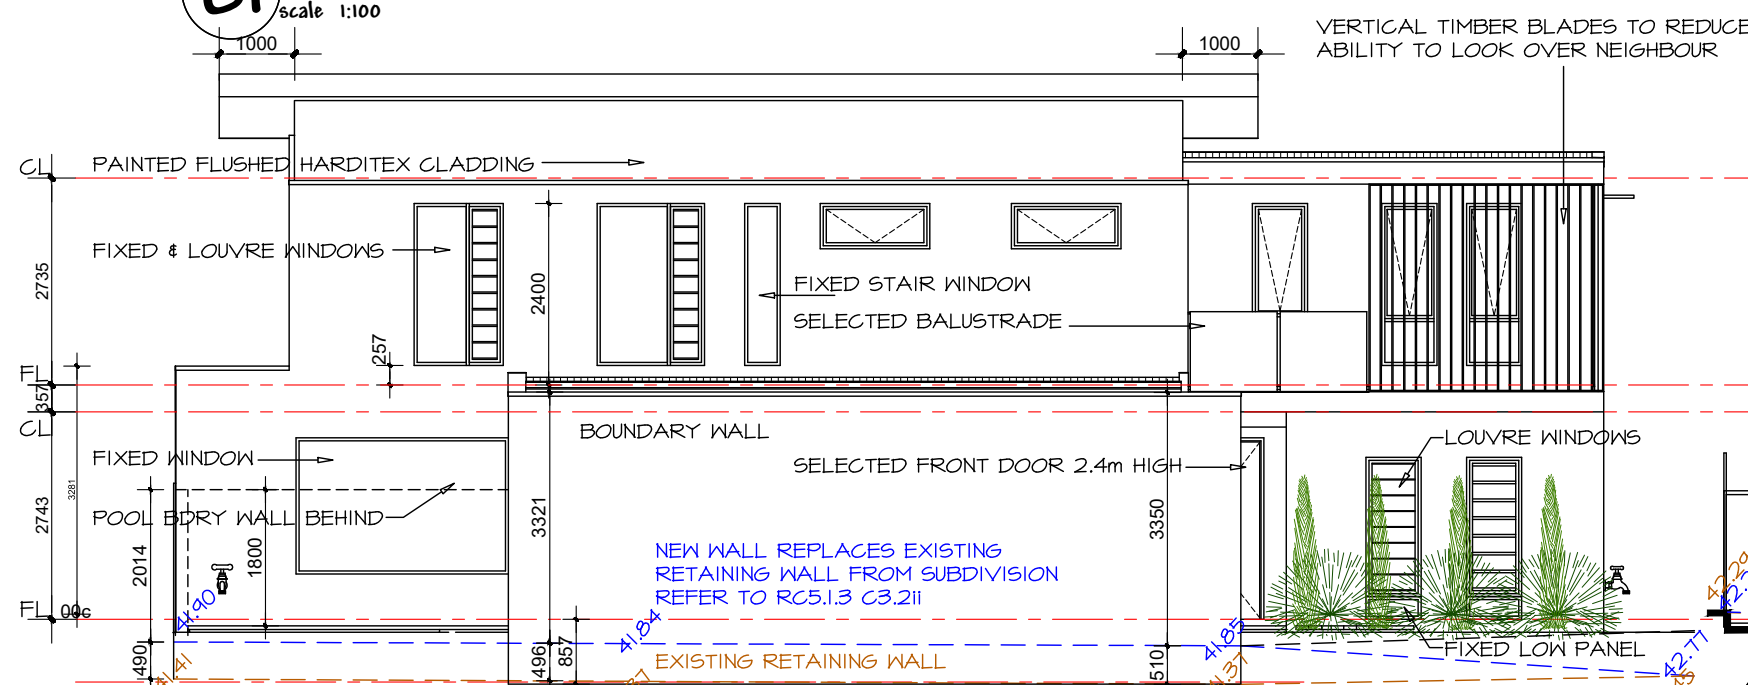 scale 1:100
1000
1000
VERTICAL TIMBER BLADES TO REDUCE
ABILITY TO LOOK OVER NEIGHBOUR
CL
PAINTED FLUSHED HARDITEX CLADDING
FIXED & LOUVRE WINDOWS
2735
2400
FIXED STAIR WINDOW
SELECTED BALUSTRADE
257
FL
357
CL
BOUNDARY WALL
LOUVRE WINDOWS
FIXED WINDOW
SELECTED FRONT DOOR 2.4m HIGH
3281
2743
POOL BDRY WALL BEHIND
3321
3350
2014
1800
NEW WALL REPLACES EXISTING
RETAINING WALL FROM SUBDIVISION
REFER TO RC5.1.3 C3.2ii
FL
00c
41.90
41.84
41.85
42.77
490
496
857
510
EXISTING RETAINING WALL
FIXED LOW PANEL